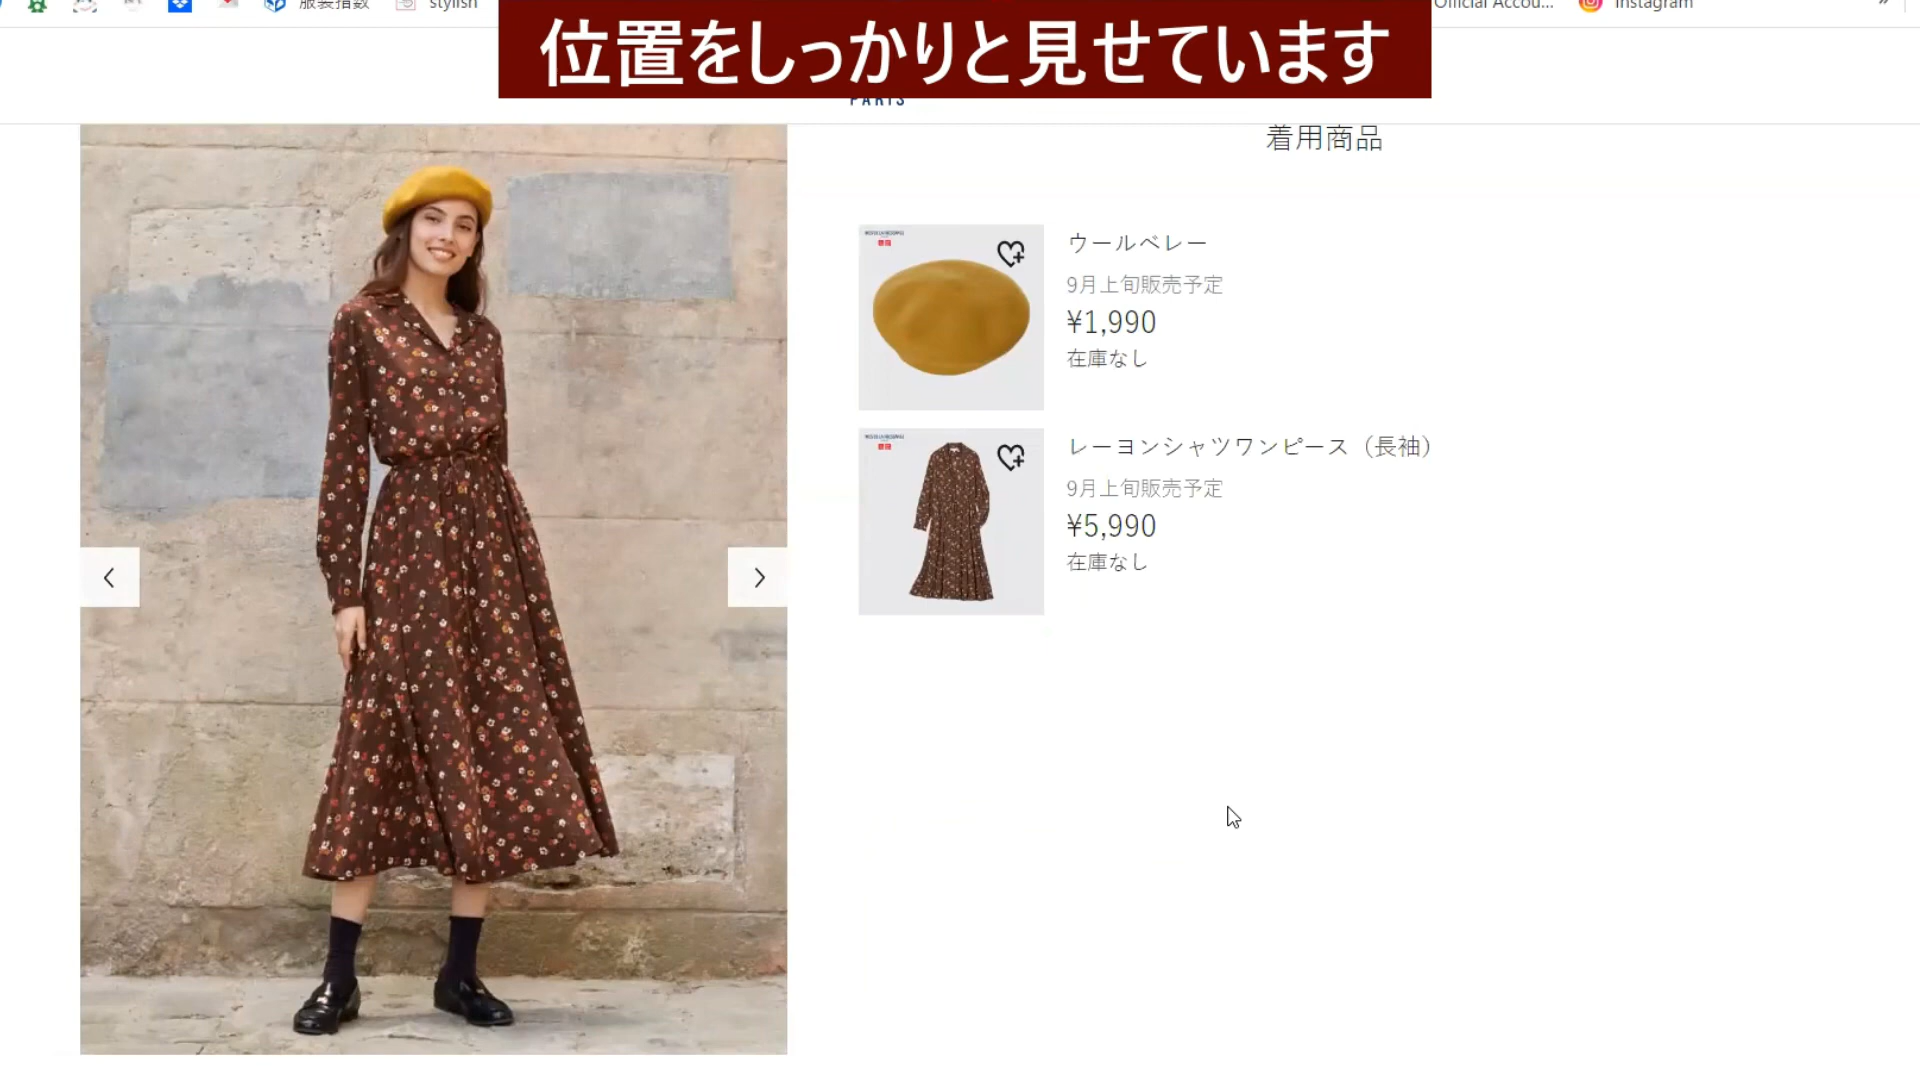 服装指数
stylish
Official Accou...
Instagram
位置をしっかりと見せています
PARIS
着用商品
ウールベレー
9月上旬販売予定
¥1,990
在庫なし
レーヨンシャツワンピース（長袖）
9月上旬販売予定
¥5,990
在庫なし